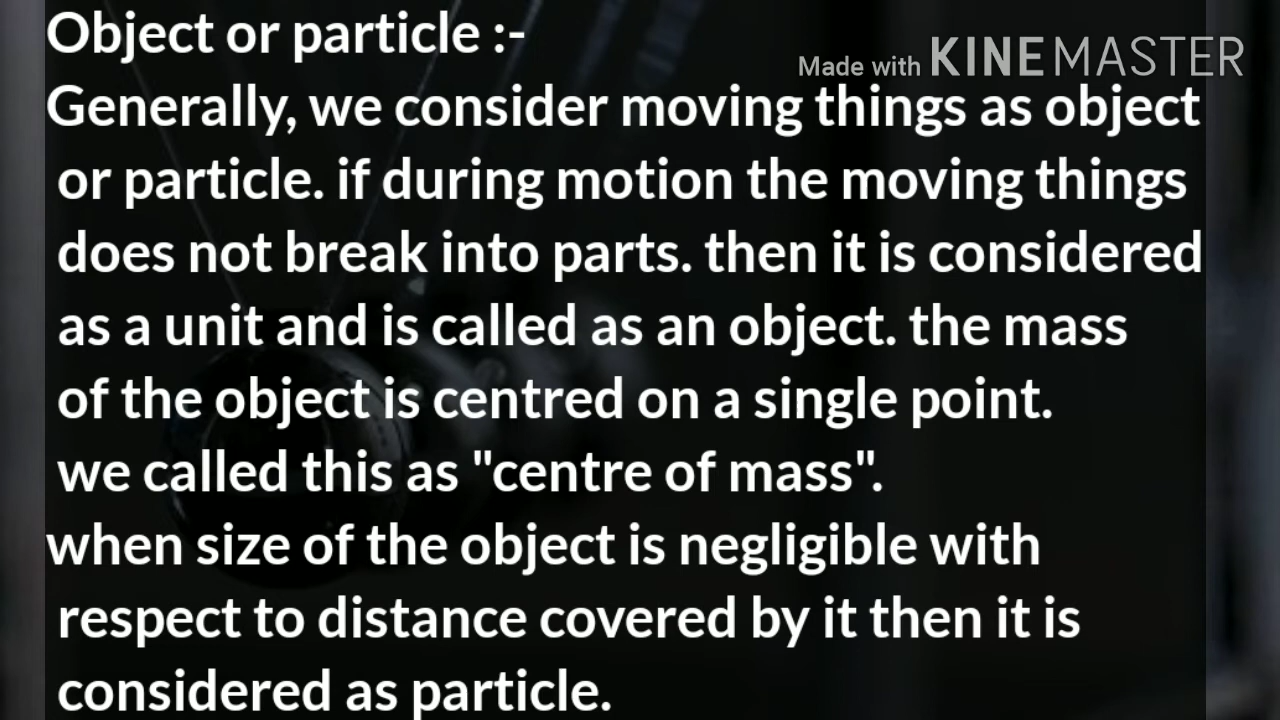 Object or particle :-
Made with KINEMASTER
Generally, we consider moving things as object
or particle. if during motion the moving things
does not break into parts. then it is considered
as a unit and is called as an object. the mass
of the object is centred on a single point.
we called this as "centre of mass".
when size of the object is negligible with
respect to distance covered by it then it is
considered as particle.